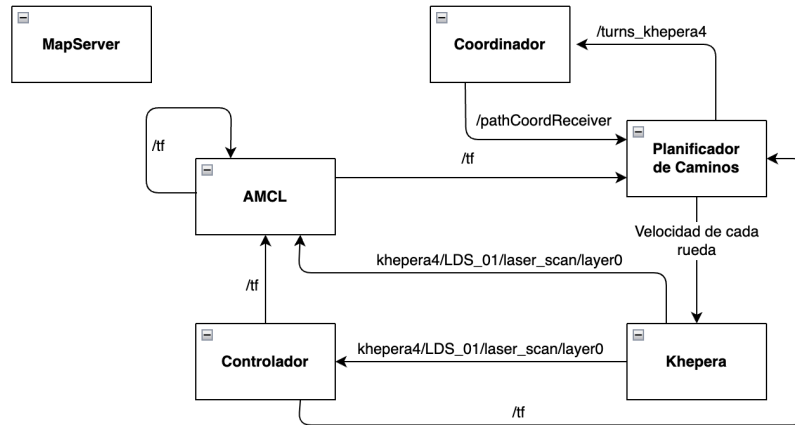 MapServer
Coordinador
/turns_khepera4
/pathCoordReceiver
/tf
/tf
Planificador
de Caminos
AMCL
Velocidad de cada
rueda
khepera4/LDS_01/laser_scan/layer0
/tf
khepera4/LDS_01/laser_scan/layer0
Controlador
Khepera
/tf